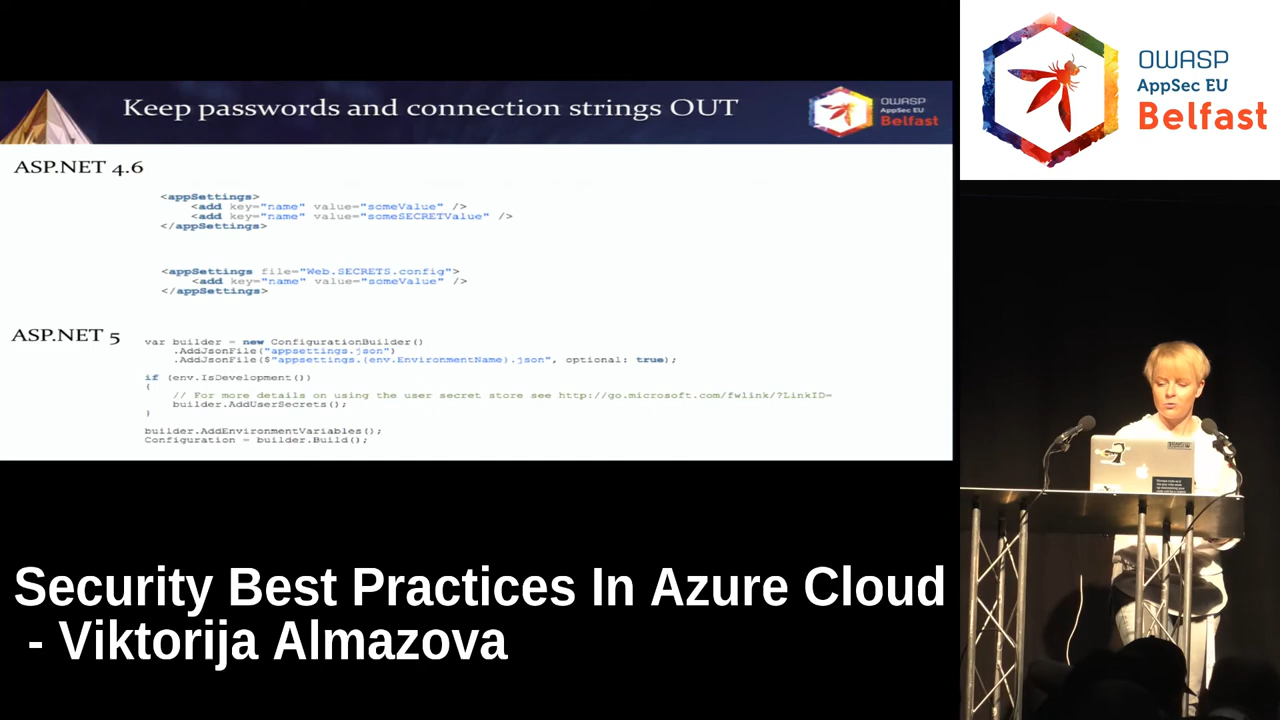 Keep passwords and connection strings OUT
OWASP
AppSec EU
Belfast
ASP.NET 4.6
<appSettings>
<add key="name" value="someValue" />
<add key="name" value="someSECRETValue" />
</appSettings>
<appSettings file="Web.SECRETS.config">
<add key="name" value="someValue" />
</appSettings>
ASP.NET 5
var builder = new ConfigurationBuilder()
.AddJsonFile("appsettings.json")
.AddJsonFile($"appsettings.{env.EnvironmentName}.json", optional: true);
if (env.IsDevelopment())
{
// For more details on using the user secret store see http://go.microsoft.com/fwlink/?LinkID=
builder.AddUserSecrets();
}
builder.AddEnvironmentVariables();
Configuration = builder.Build();
OWASP
AppSec EU
Belfast
Security Best Practices In Azure Cloud
- Viktorija Almazova